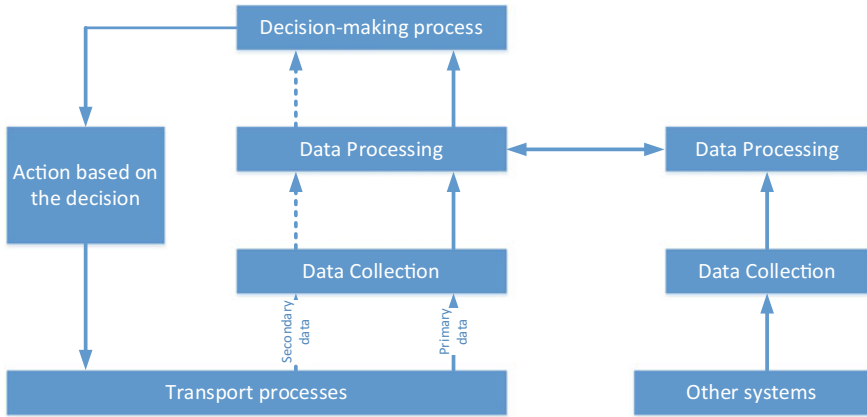 Decision-making process
Data Processing
Data Processing
Action based on
the decision
Data Collection
Data Collection
Secondary
data
Primary
data
Transport processes
Other systems